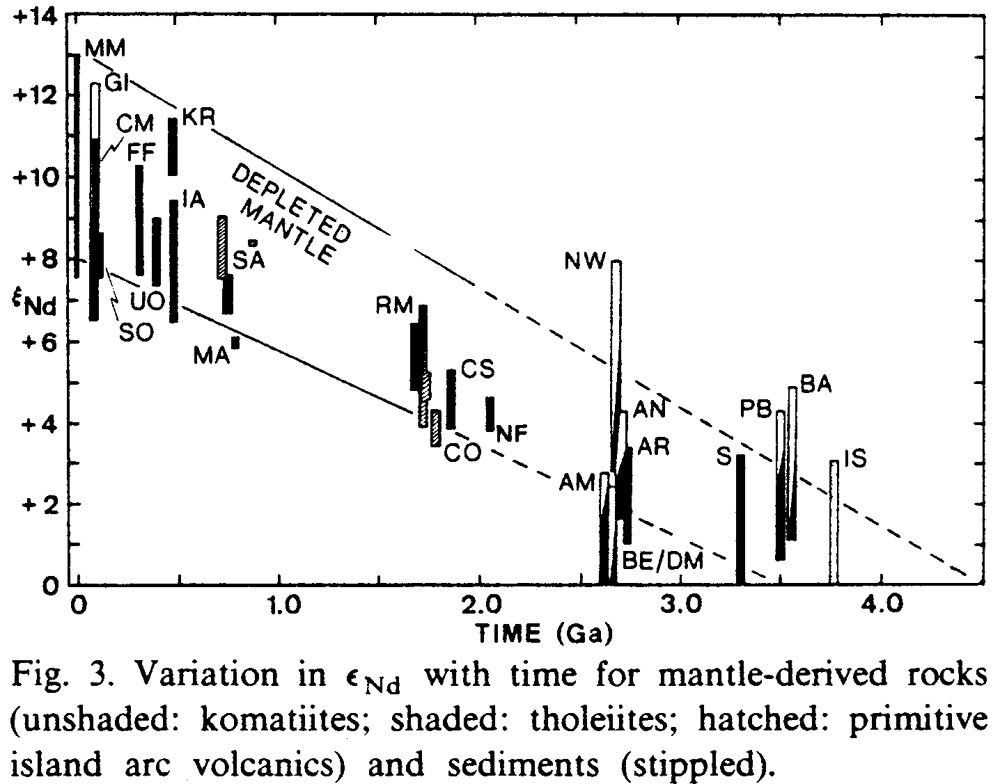 +14
MM
GI
+12
CM
KR
FF
+10
IA
DEPLETED
MANTLE
+8
SA
NW
ξNd
UO
RM
SO
+6
MA
CS
BA
+4
AN
PB
NF
CO
AR
S
IS
AM
+2
BE/DM
0
0 1.0 2.0 3.0 4.0
TIME (Ga)
Fig. 3. Variation in ϵNd with time for mantle-derived rocks
(unshaded: komatiites; shaded: tholeiites; hatched: primitive
island arc volcanics) and sediments (stippled).